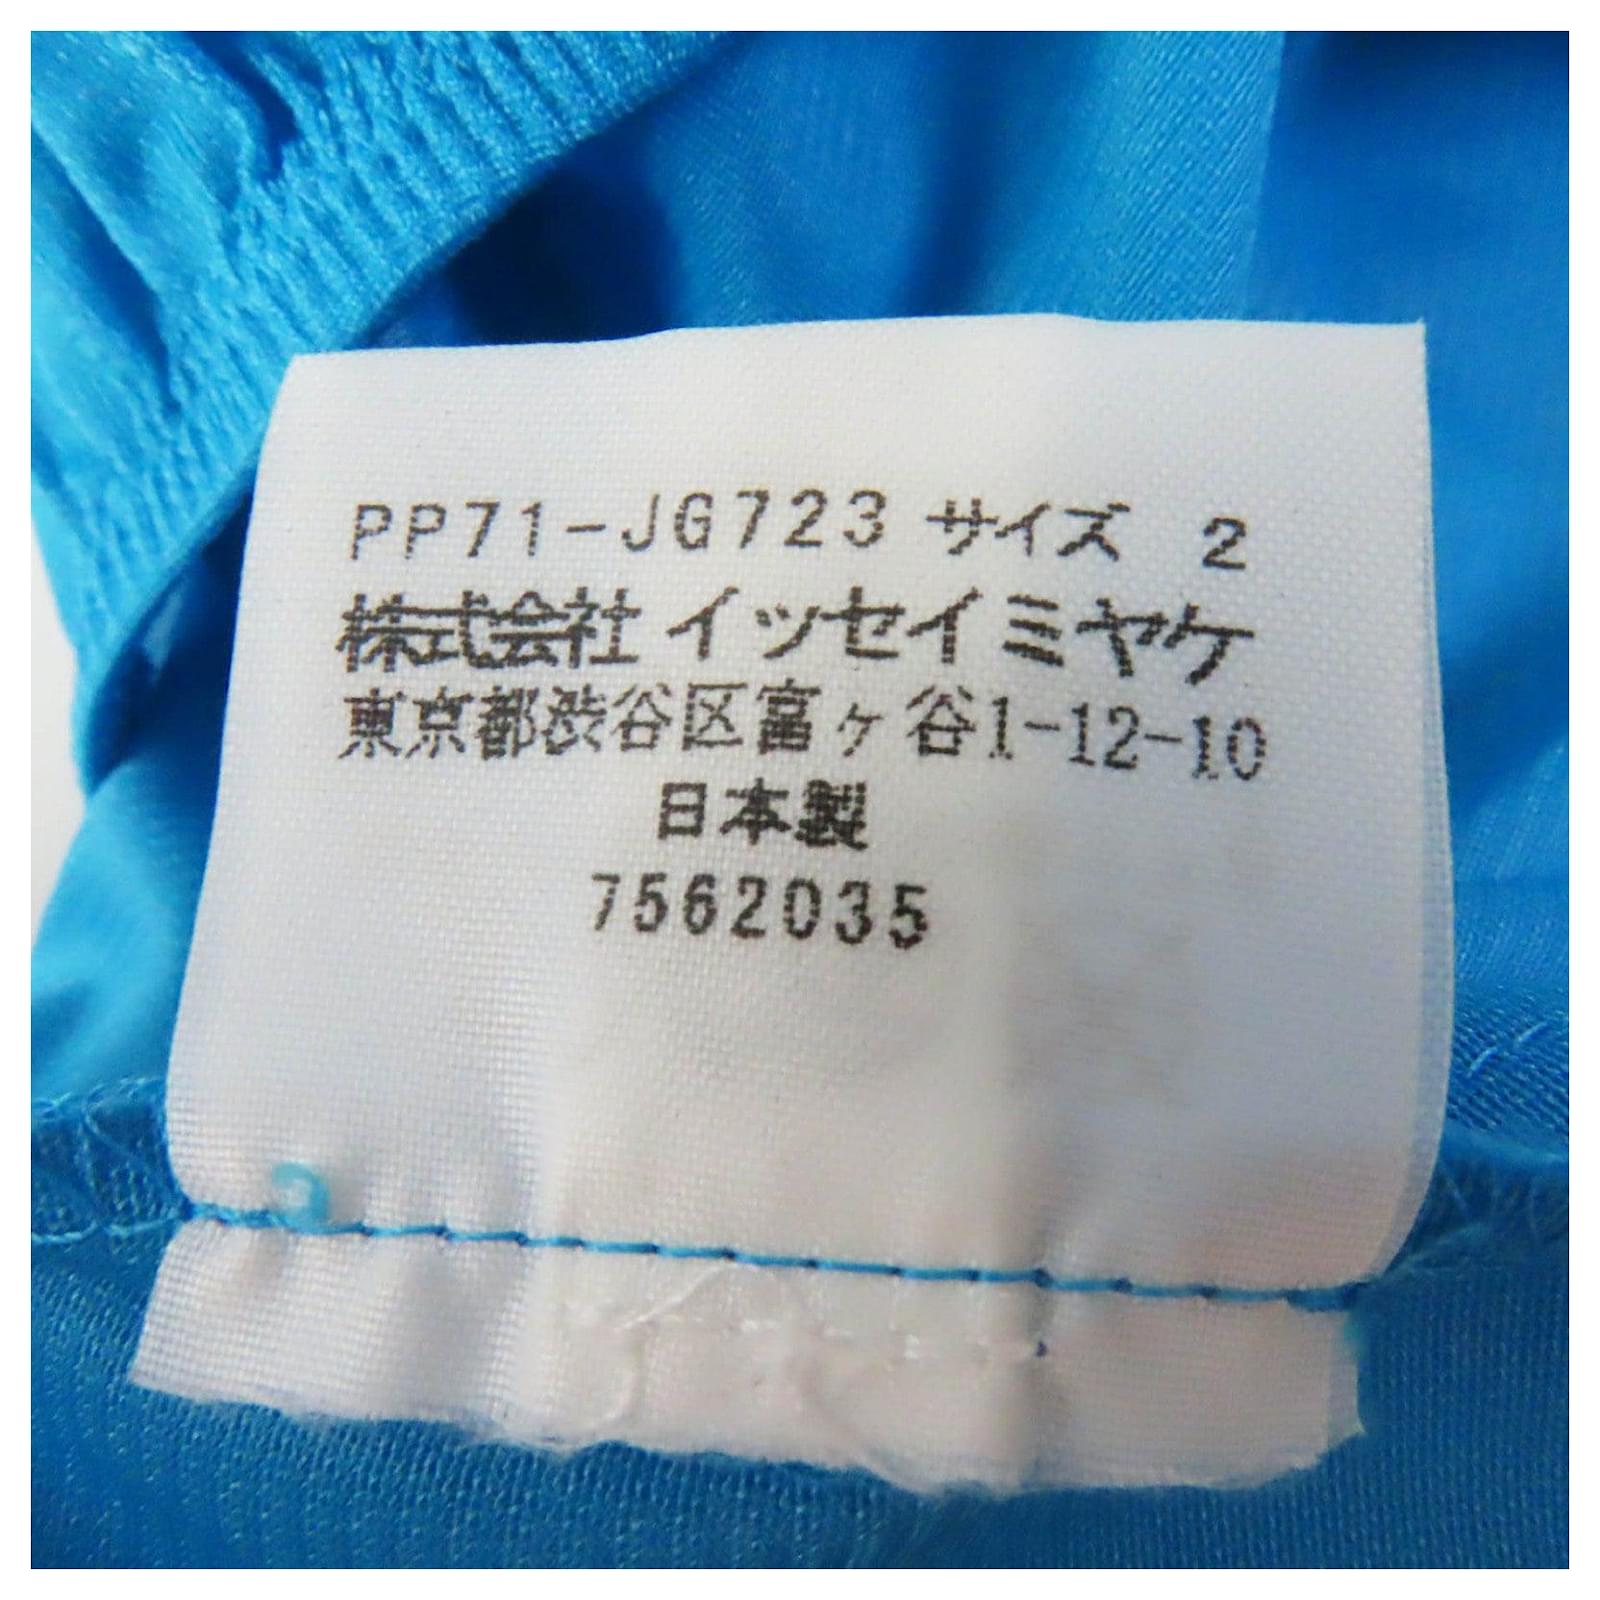 PP71-JG723 サイズ 2
株式会社 イッセイミヤケ
東京都渋谷区富ヶ谷1-12-10
日本製
7562035